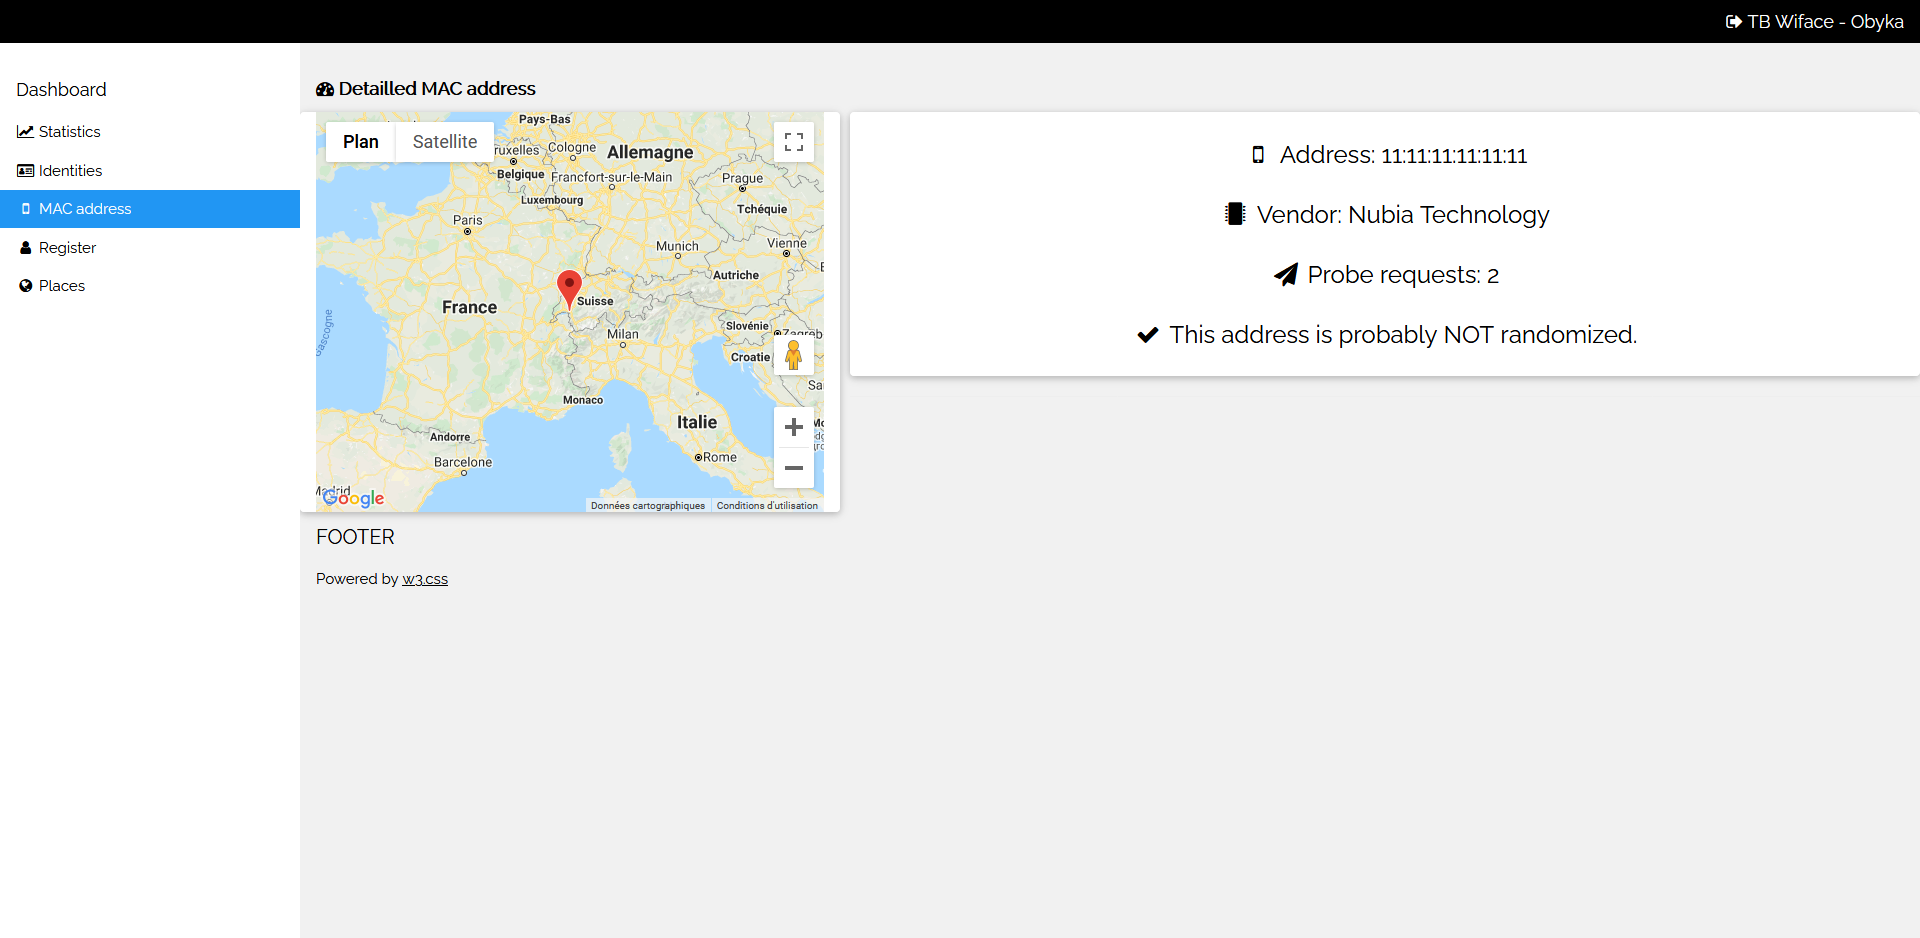 TB Wiface - Obyka
Dashboard
Statistics
Identities
MAC address
Register
Places
Detailled MAC address
Plan
Satellite
Pays-Bas
ruxelles
Cologne
Allemagne
Belgique
Francfort-sur-le-Main
Prague
Luxembourg
Tchéquie
Paris
Munich
Vienne
Autriche
France
Suisse
Slovénie
Zagreb
Milan
Croatie
Gascogne
Sa
Monaco
Italie
Andorre
Barcelone
Rome
Madrid
Google
Données cartographiques
Conditions d'utilisation
Address: 11:11:11:11:11:11
Vendor: Nubia Technology
Probe requests: 2
This address is probably NOT randomized.
FOOTER
Powered by w3.css